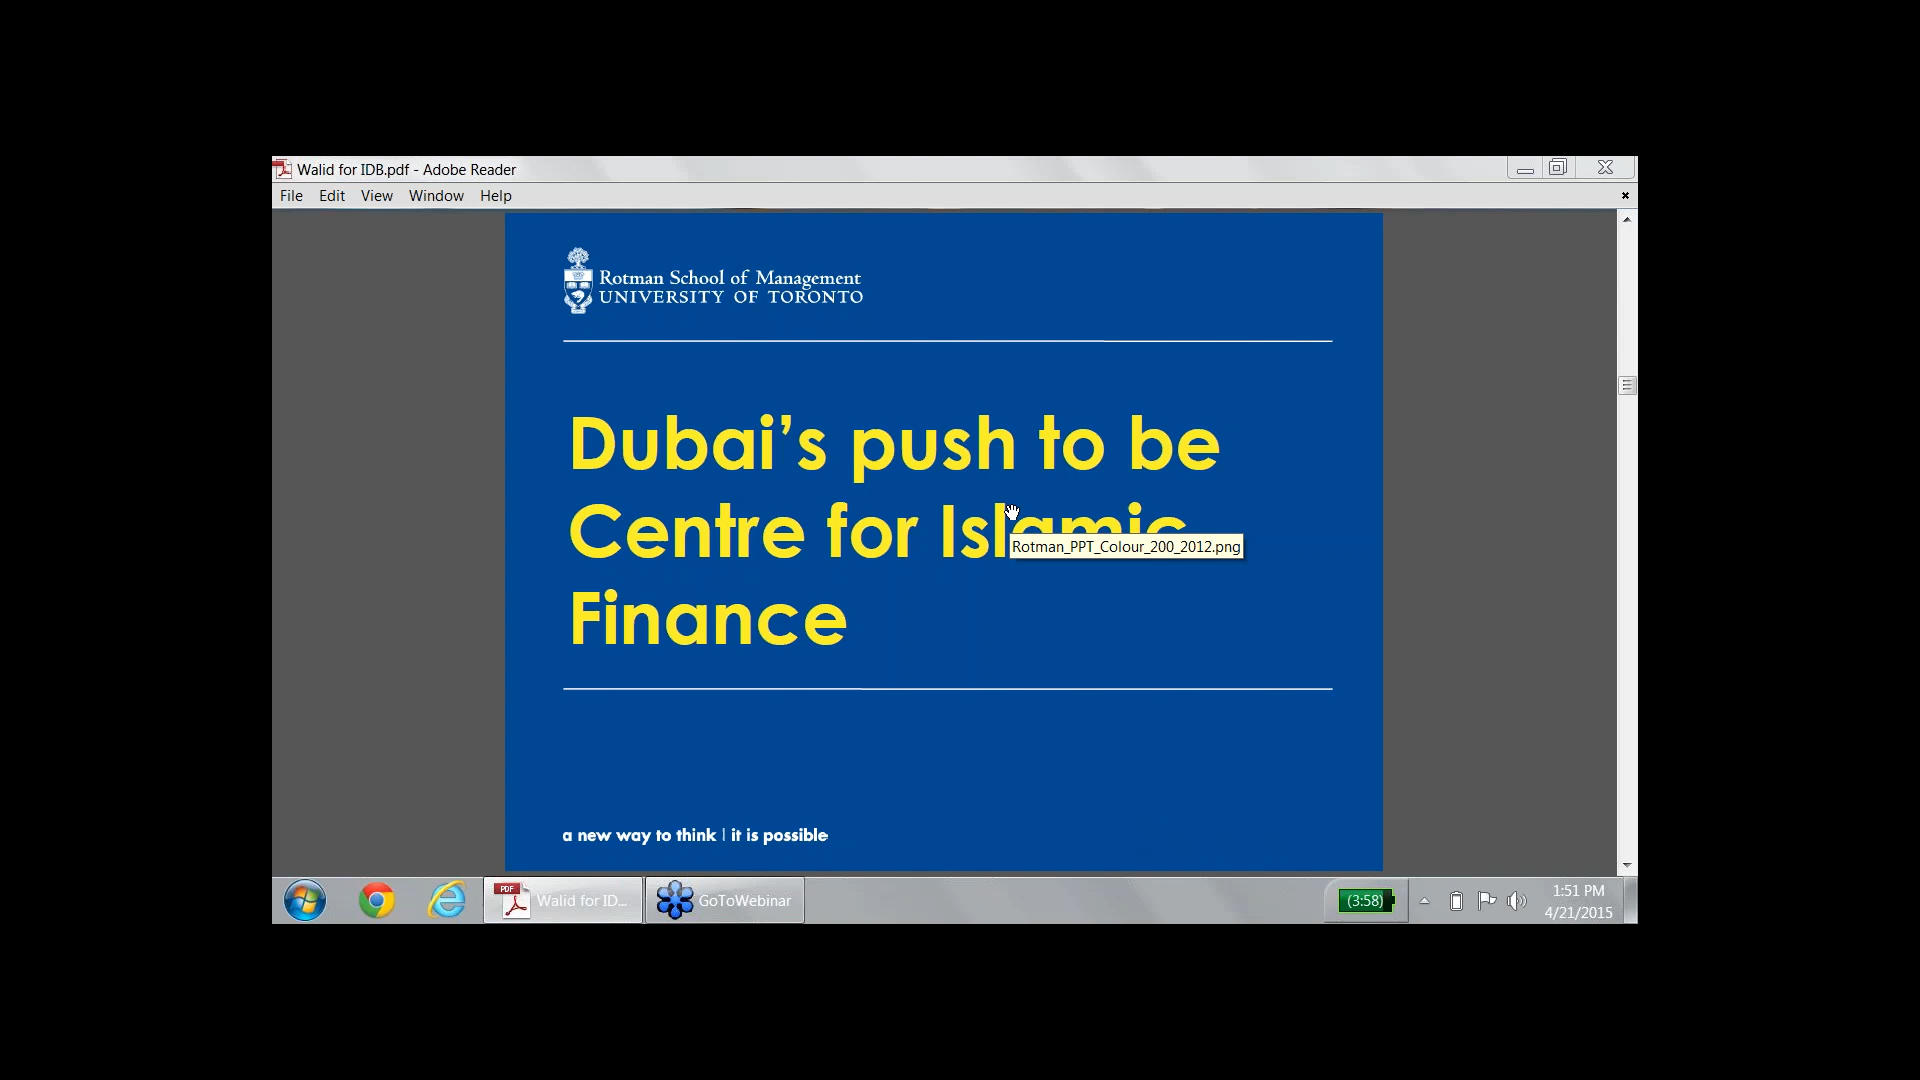 Walid for IDB.pdf - Adobe Reader
File Edit View Window Help
Rotman School of Management
UNIVERSITY OF TORONTO
Dubai’s push to be
Centre for Islamic
Rotman_PPT_Colour_200_2012.png
Finance
a new way to think | it is possible
PDF
Walid for ID...
GoToWebinar
(3:58)
1:51 PM
4/21/2015